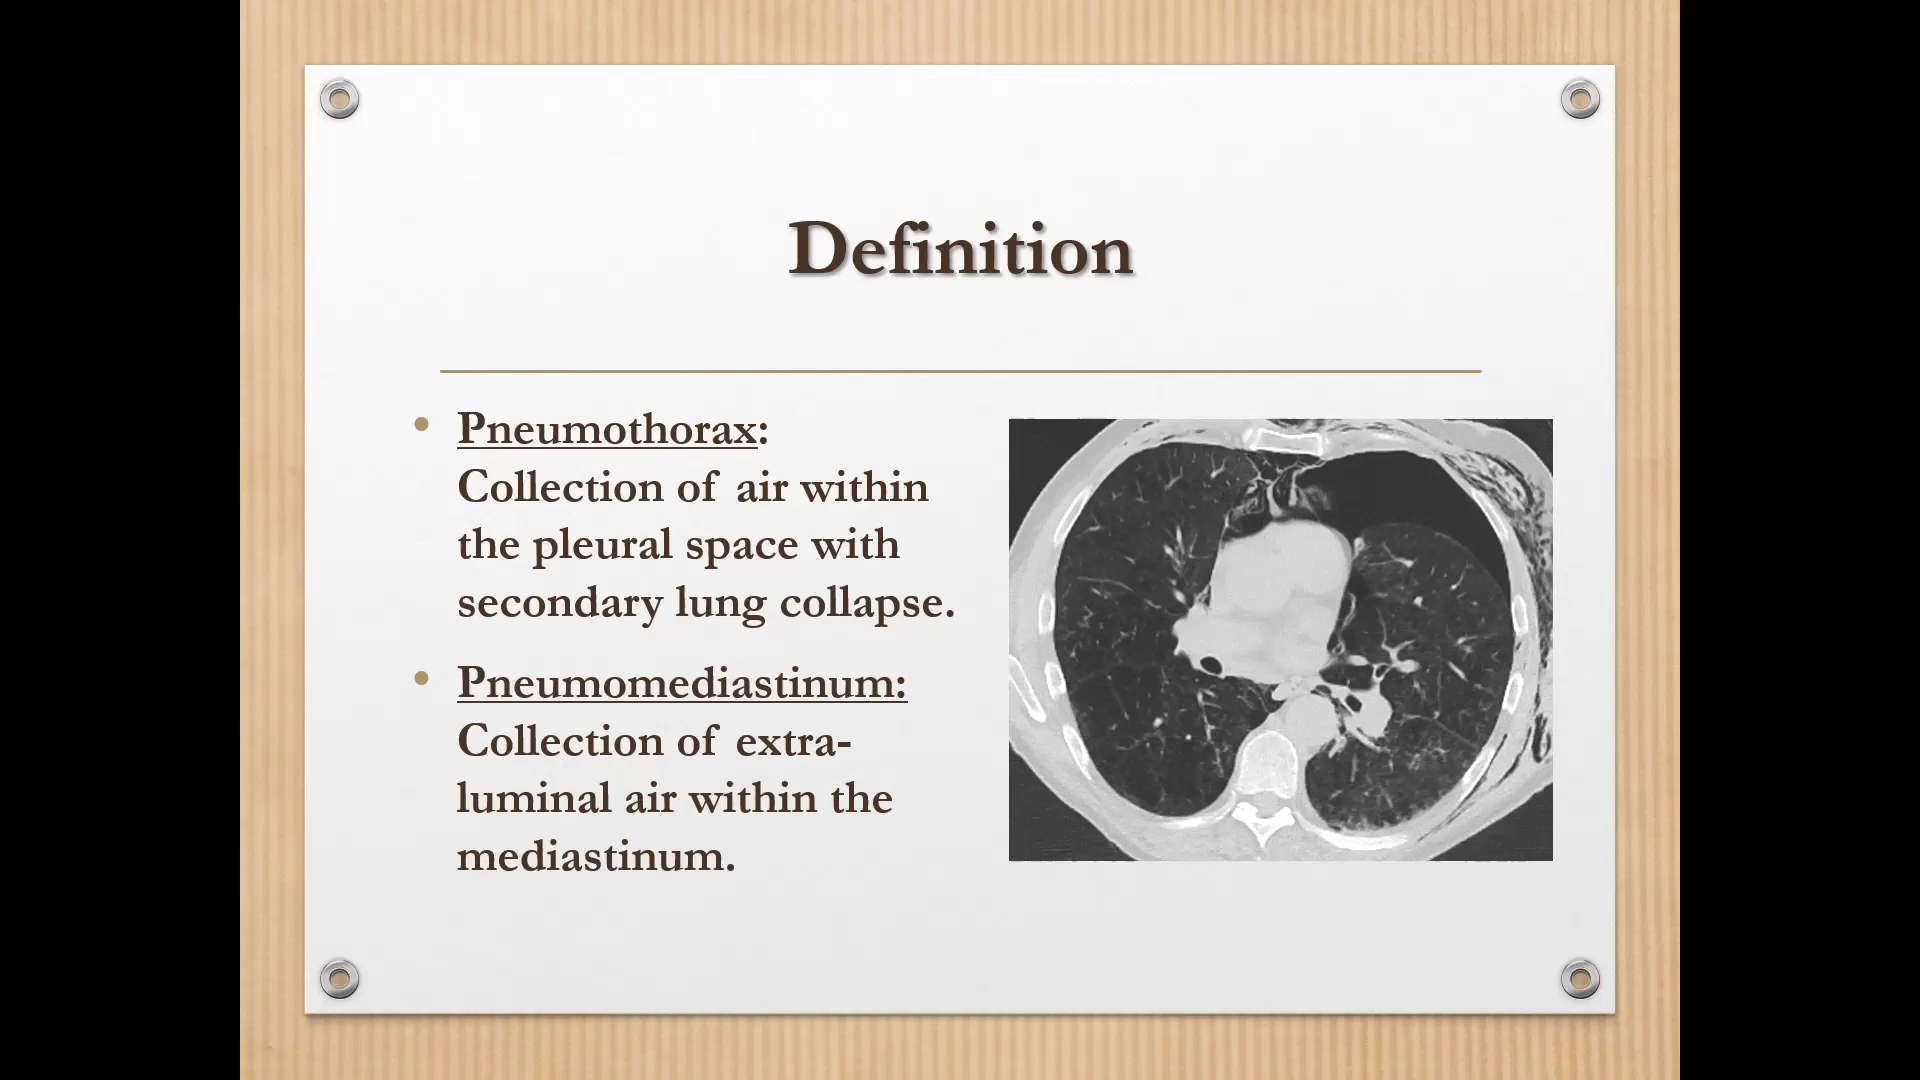 Definition
• Pneumothorax:
Collection of air within
the pleural space with
secondary lung collapse.
• Pneumomediastinum:
Collection of extra-
luminal air within the
mediastinum.